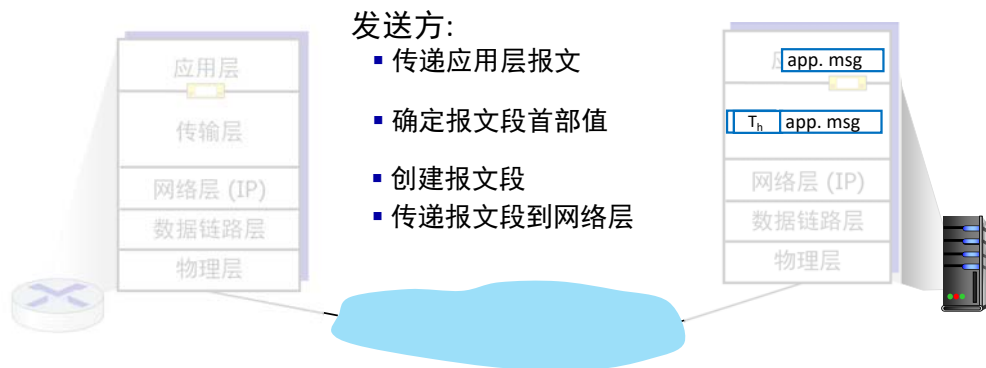 发送方:
▪ 传递应用层报文
▪ 确定报文段首部值
▪ 创建报文段
▪ 传递报文段到网络层
应用层
传输层
网络层 (IP)
数据链路层
物理层
app. msg
Th app. msg
网络层 (IP)
数据链路层
物理层